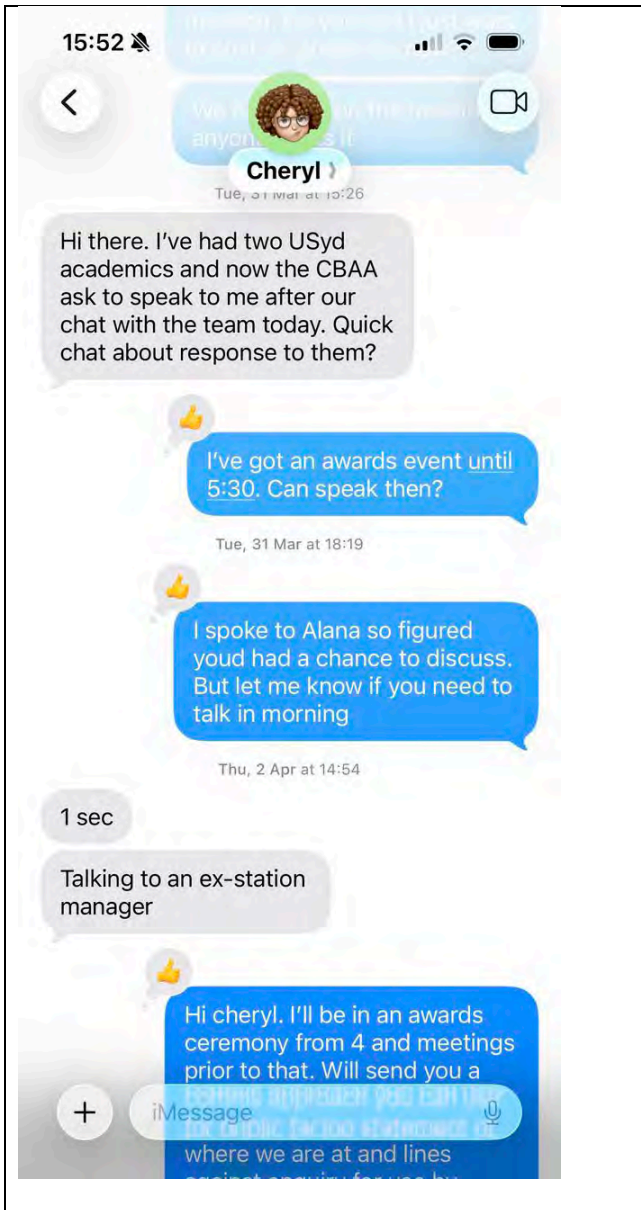 15:52
We
anyon
it
Cheryl
Tue, 31 Mar at 15:26
Hi there. I've had two USyd
academics and now the CBAA
ask to speak to me after our
chat with the team today. Quick
chat about response to them?
I've got an awards event until
5:30. Can speak then?
Tue, 31 Mar at 18:19
I spoke to Alana so figured
youd had a chance to discuss.
But let me know if you need to
talk in morning
Thu, 2 Apr at 14:54
1 sec
Talking to an ex-station
manager
Hi cheryl. I'll be in an awards
ceremony from 4 and meetings
prior to that. Will send you a
iMessage
where we are at and lines